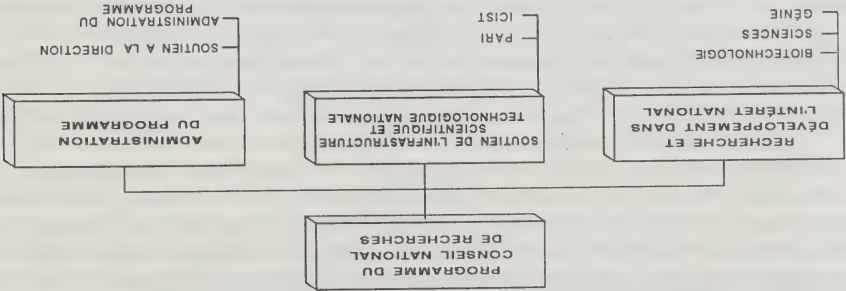 PROGRAMME DU
CONSEIL NATIONAL
DE RECHERCHES
RECHERCHE ET
DÉVELOPPEMENT DANS
L'INTÉRET NATIONAL
BIOTECHNOLOGIE
SCIENCES
GÉNIE
SOUTIEN DE L'INFRASTRUCTURE
SCIENTIFIQUE ET
TECHNOLOGIQUE NATIONALE
PARI
ICIST
ADMINISTRATION
DU PROGRAMME
SOUTIEN A LA DIRECTION
ADMINISTRATION DU
PROGRAMME